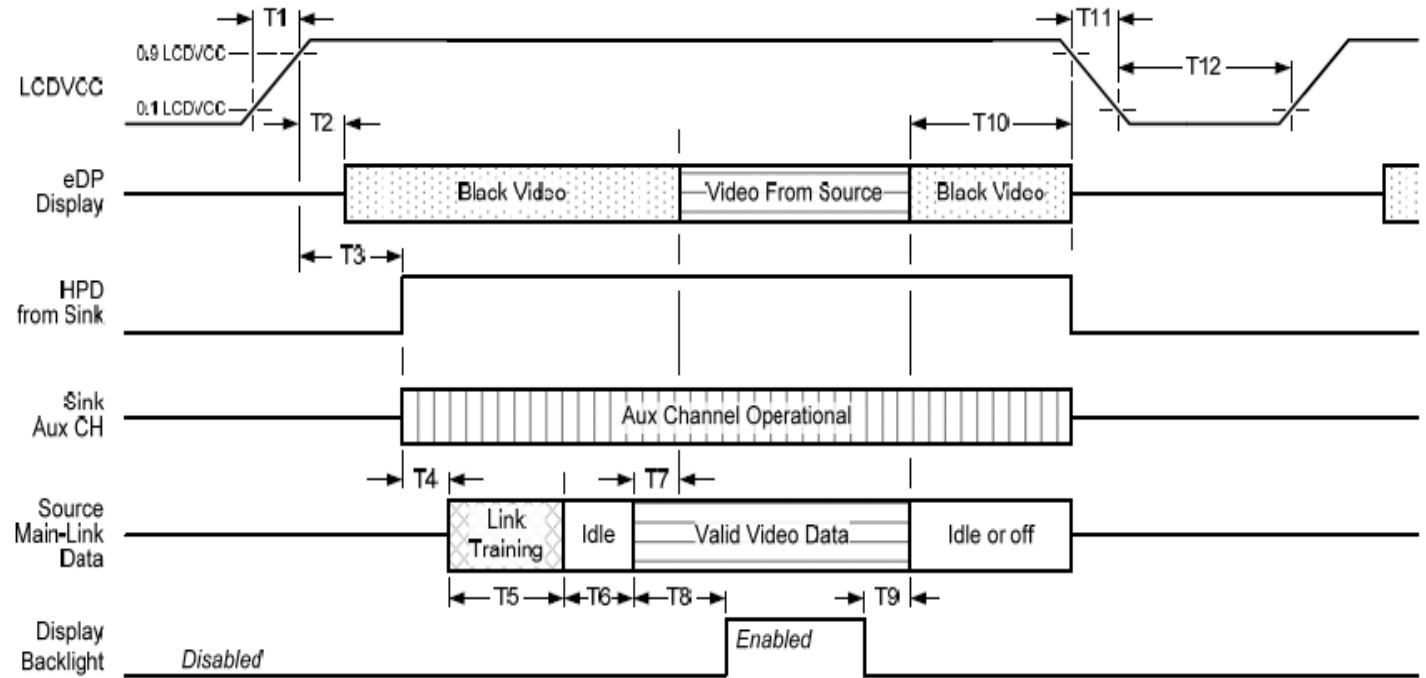 T1
T11
0.9 LCDVCC
LCDVCC
T12
0.1 LCDVCC
T2
T10
eDP
Display
Black Video
Video From Source
Black Video
T3
HPD
from Sink
Sink
Aux CH
Aux Channel Operational
T4
T7
Source
Main-Link
Data
Link
Training
Idle
Valid Video Data
Idle or off
T5
T6
T8
T9
Display
Backlight
Disabled
Enabled